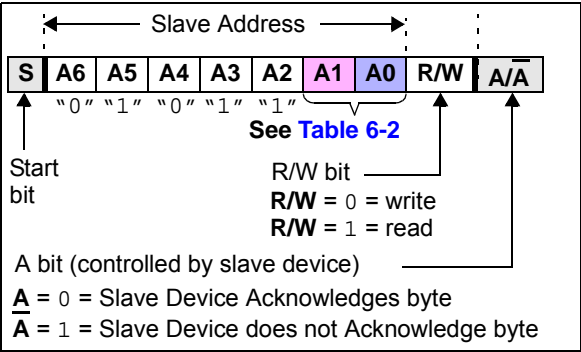 Slave Address
S A6 A5 A4 A3 A2 A1 A0 R/W A/A̅
"0" "1" "0" "1" "1"
See Table 6-2
Start
bit
R/W bit
R/W = 0 = write
R/W = 1 = read
A bit (controlled by slave device)
A = 0 = Slave Device Acknowledges byte
A̅ = 1 = Slave Device does not Acknowledge byte